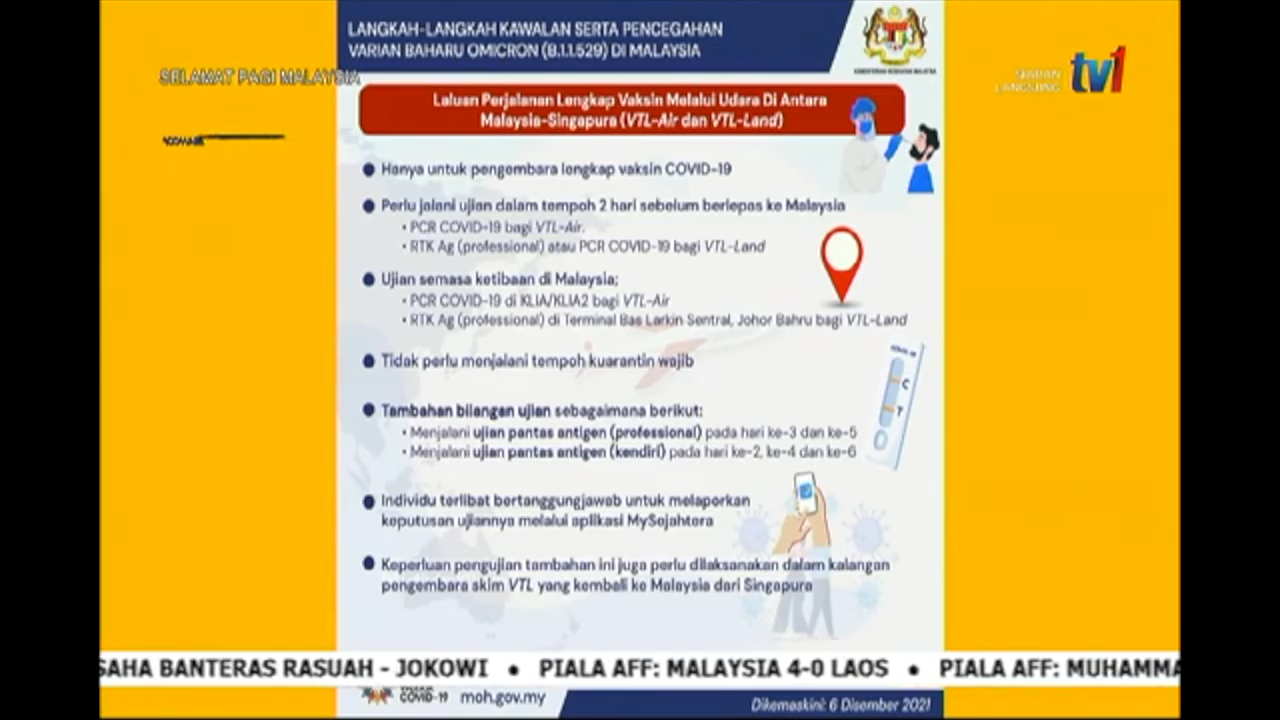 LANGKAH-LANGKAH KAWALAN SERTA PENCEGAHAN
VARIAN BAHARU OMICRON (B.1.1.529) DI MALAYSIA
KEMENTERIAN KESIHATAN MALAYSIA
SELAMAT PAGI MALAYSIA
SIARAN
LANGSUNG
tv1
Laluan Perjalanan Lengkap Vaksin Melalui Udara Di Antara
Malaysia-Singapura (VTL-Air dan VTL-Land)
Hanya untuk pengembara lengkap vaksin COVID-19
Perlu jalani ujian dalam tempoh 2 hari sebelum berlepas ke Malaysia
• PCR COVID-19 bagi VTL-Air.
• RTK Ag (professional) atau PCR COVID-19 bagi VTL-Land
Ujian semasa ketibaan di Malaysia;
• PCR COVID-19 di KLIA/KLIA2 bagi VTL-Air
• RTK Ag (professional) di Terminal Bas Larkin Sentral, Johor Bahru bagi VTL-Land
Tidak perlu menjalani tempoh kuarantin wajib
C
T
Tambahan bilangan ujian sebagaimana berikut:
• Menjalani ujian pantas antigen (professional) pada hari ke-3 dan ke-5
• Menjalani ujian pantas antigen (kendiri) pada hari ke-2, ke-4 dan ke-6
Individu terlibat bertanggungjawab untuk melaporkan
keputusan ujiannya melalui aplikasi MySejahtera
Keperluan pengujian tambahan ini juga perlu dilaksanakan dalam kalangan
pengembara skim VTL yang kembali ke Malaysia dari Singapura
SAHA BANTERAS RASUAH - JOKOWI • PIALA AFF: MALAYSIA 4-0 LAOS • PIALA AFF: MUHAMMA
COVID-19 moh.gov.my
Dikemaskini: 6 Disember 2021